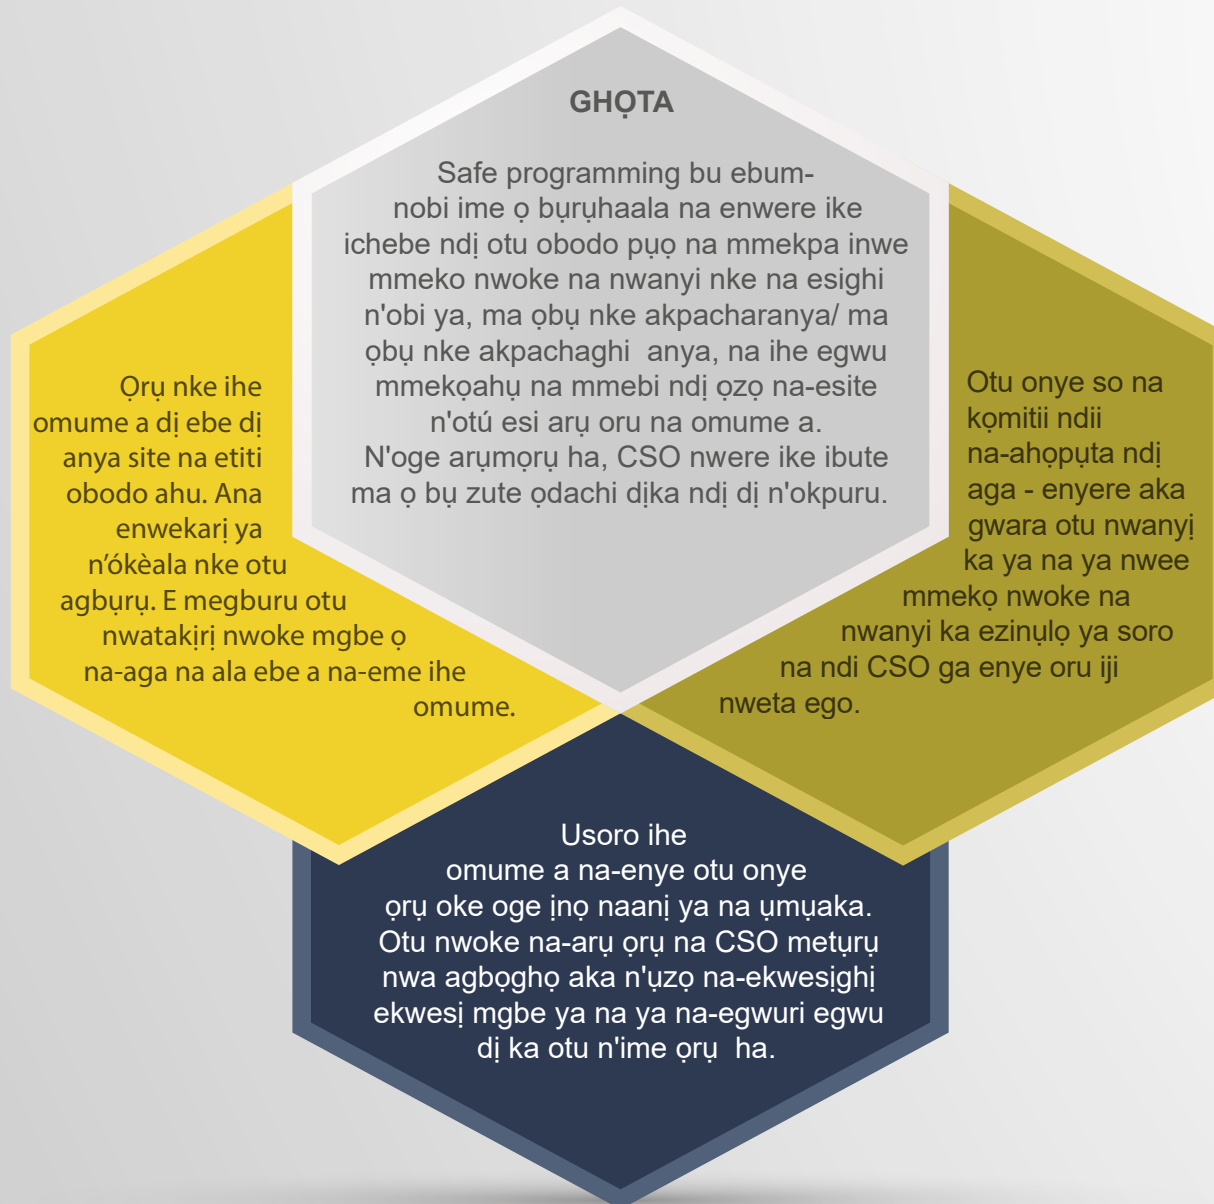 GHỌTA
Safe programming bu ebum-
nobi ime ọ bụrụhaala na enwere ike
ichebe ndị otu obodo pụọ na mmekpa inwe
mmeko nwoke na nwanyi nke na esighi
n'obi ya, ma ọbụ nke akpacharanya/ ma
ọbụ nke akpachaghi  anya, na ihe egwu
mmekọahụ na mmebi ndị ọzọ na-esite
n'otú esi arụ oru na omume a.
N'oge arụmọrụ ha, CSO nwere ike ibute
ma ọ bụ zute ọdachi dịka ndị dị n'okpuru.
Ọrụ nke ihe
omume a dị ebe dị
anya site na etiti
obodo ahu. Ana
enwekarị ya
n'ókèala nke otu
agbụrụ. E megburu otu
nwatakịrị nwoke mgbe ọ
na-aga na ala ebe a na-eme ihe
omume.
Otu onye so na
kọmitii ndii
na-ahọpụta ndị
aga - enyere aka
gwara otu nwanyị
ka ya na ya nwee
mmekọ nwoke na
nwanyi ka ezinụlọ ya soro
na ndi CSO ga enye oru iji
nweta ego.
Usoro ihe
omume a na-enye otu onye
ọrụ oke oge ịnọ naanị ya na ụmụaka.
Otu nwoke na-arụ ọrụ na CSO metụrụ
nwa agbọghọ aka n'ụzọ na-ekwesịghị
ekwesị mgbe ya na ya na-egwuri egwu
dị ka otu n'ime ọrụ  ha.